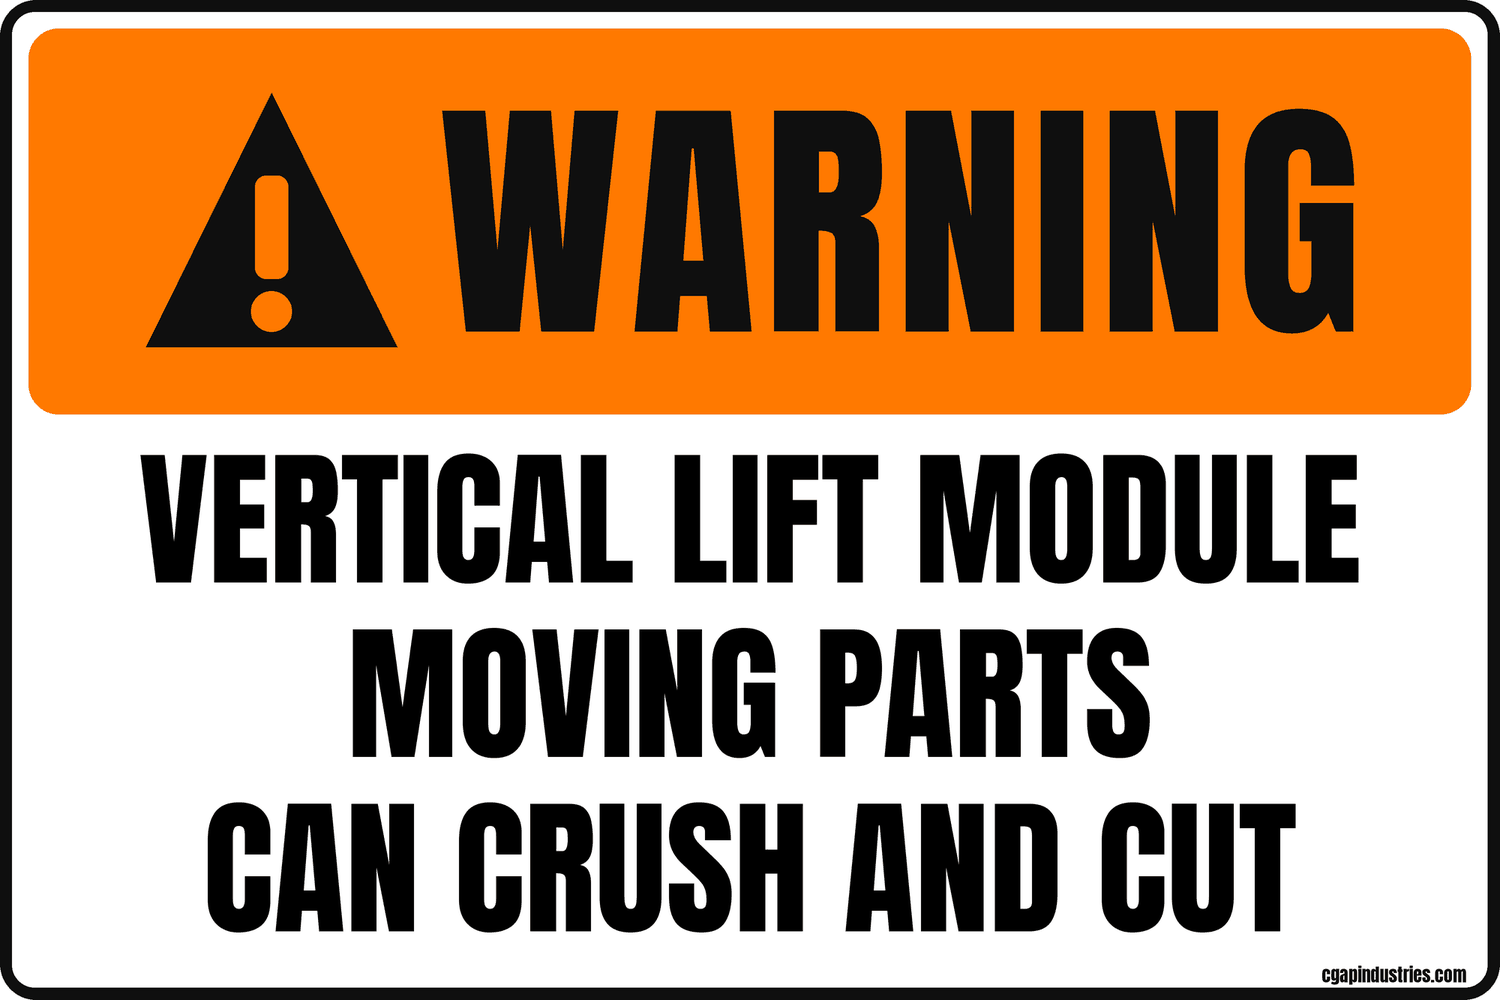 WARNING
VERTICAL LIFT MODULE
MOVING PARTS
CAN CRUSH AND CUT
cgapindustries.com